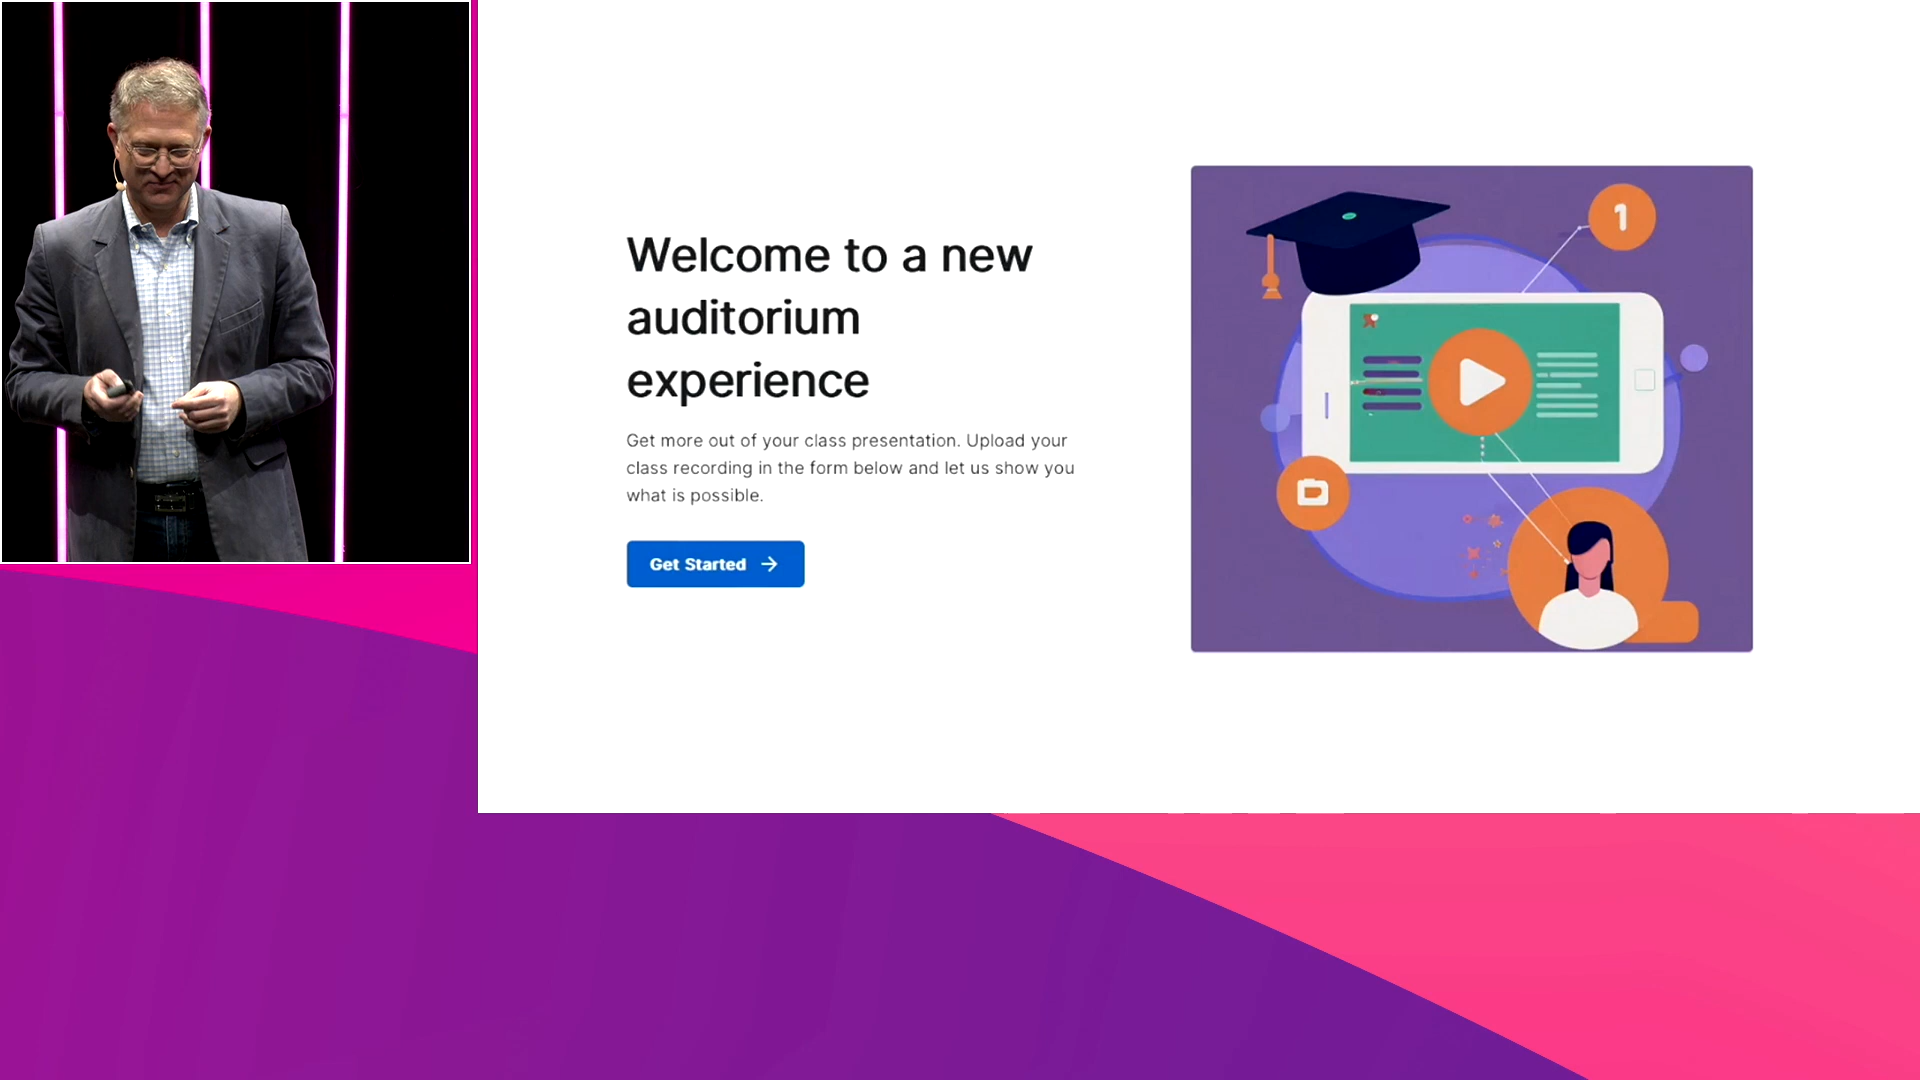 Welcome to a new
auditorium
experience
Get more out of your class presentation. Upload your
class recording in the form below and let us show you
what is possible.
Get Started
1